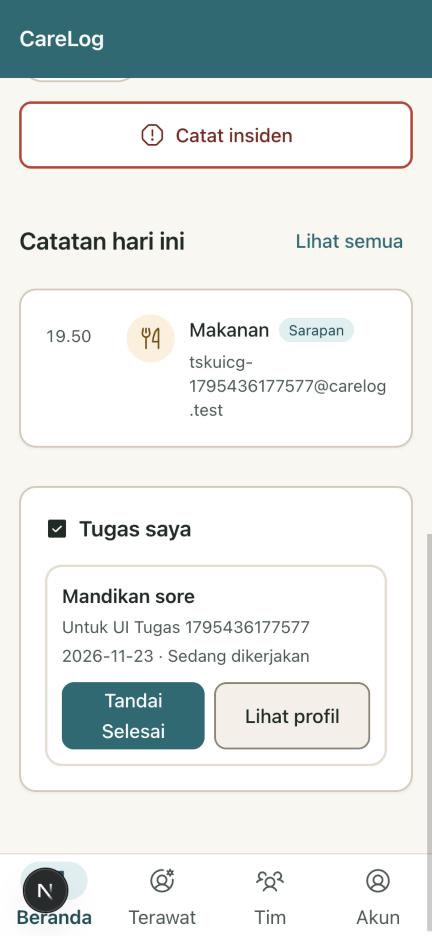 CareLog
Catat insiden
Catatan hari ini
Lihat semua
19.50
Makanan
Sarapan
tskuicg-
1795436177577@carelog
.test
Tugas saya
Mandikan sore
Untuk UI Tugas 1795436177577
2026-11-23 · Sedang dikerjakan
Tandai
Selesai
Lihat profil
N
Beranda
Terawat
Tim
Akun